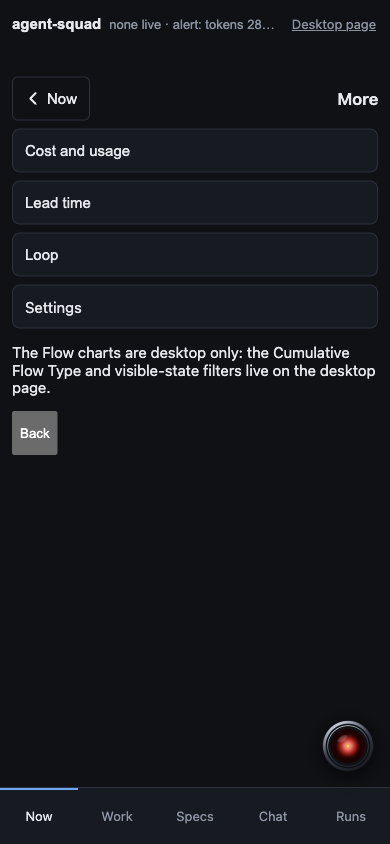 agent-squad none live · alert: tokens 28… Desktop page
Now More
Cost and usage
Lead time
Loop
Settings
The Flow charts are desktop only: the Cumulative
Flow Type and visible-state filters live on the desktop
page.
Back
Now Work Specs Chat Runs